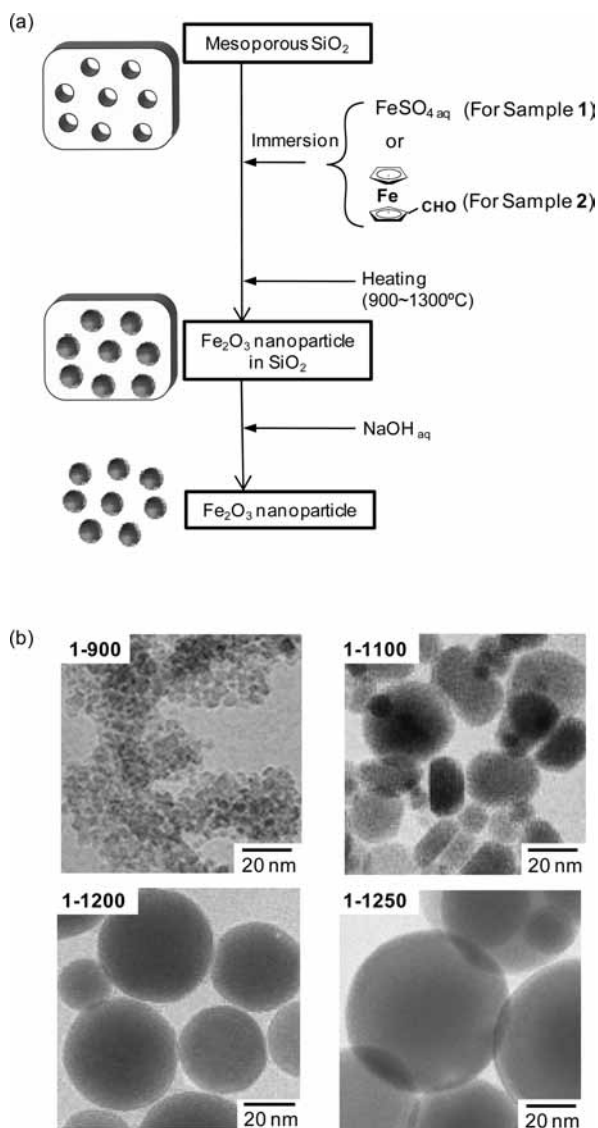 (a)
Mesoporous SiO₂
FeSO₄ aq (For Sample 1)
Immersion
or
Fe
CHO (For Sample 2)
Heating
(900~1300ºC)
Fe₂O₃ nanoparticle
in SiO₂
NaOH aq
Fe₂O₃ nanoparticle
(b)
1-900
20 nm
1-1100
20 nm
1-1200
20 nm
1-1250
20 nm